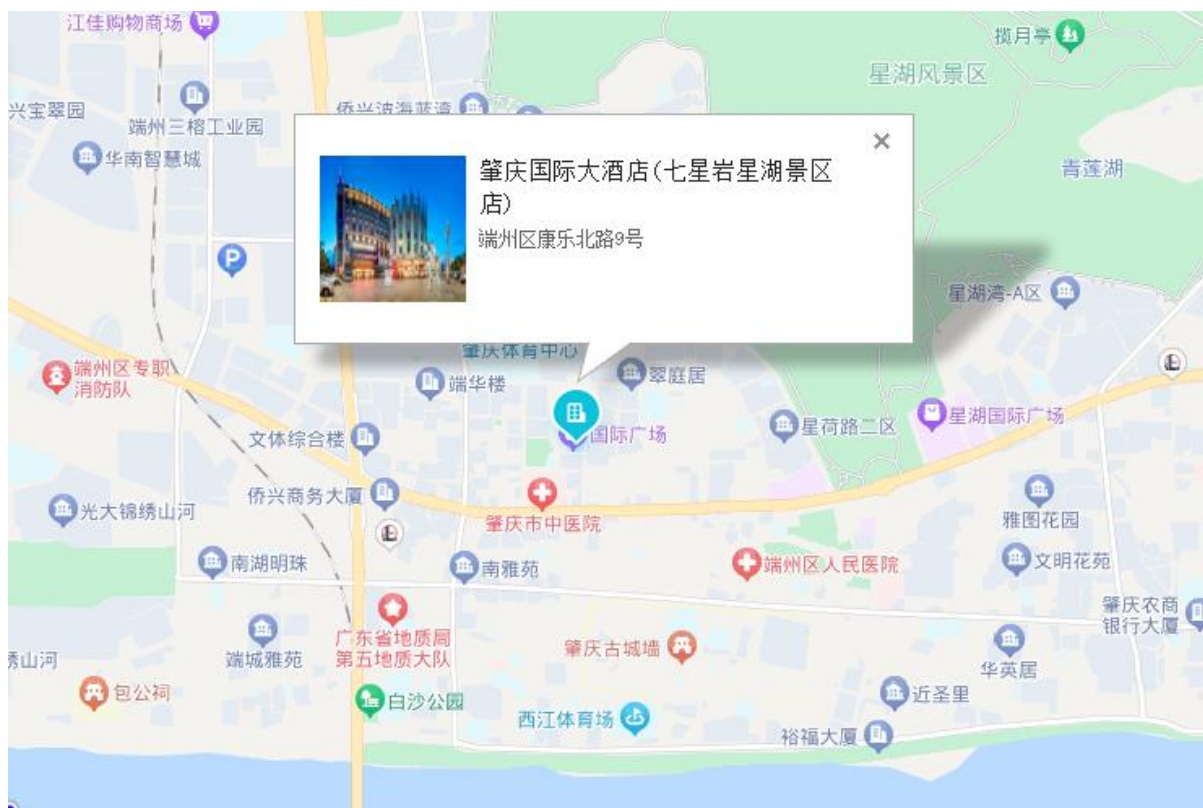 江佳购物商场
揽月亭
星湖风景区
兴宝翠园
端州三榕工业园
侨兴波海蓝湾
华南智慧城
肇庆国际大酒店(七星岩星湖景区
店)
端州区康乐北路9号
青莲湖
P
星湖湾-A区
肇庆体育中心
端州区专职
消防队
端华楼
翠庭居
国际广场
星荷路二区
星湖国际广场
文体综合楼
侨兴商务大厦
光大锦绣山河
肇庆市中医院
雅图花园
南湖明珠
南雅苑
端州区人民医院
文明花苑
肇庆农商
银行大厦
广东省地质局
第五地质大队
端城雅苑
肇庆古城墙
华英居
绣山河
包公祠
白沙公园
近圣里
西江体育场
裕福大厦